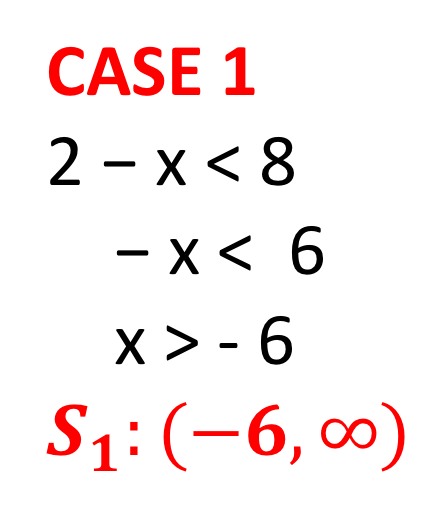 CASE 1
2 – x < 8
– x < 6
x > - 6
S₁: (−6, ∞)